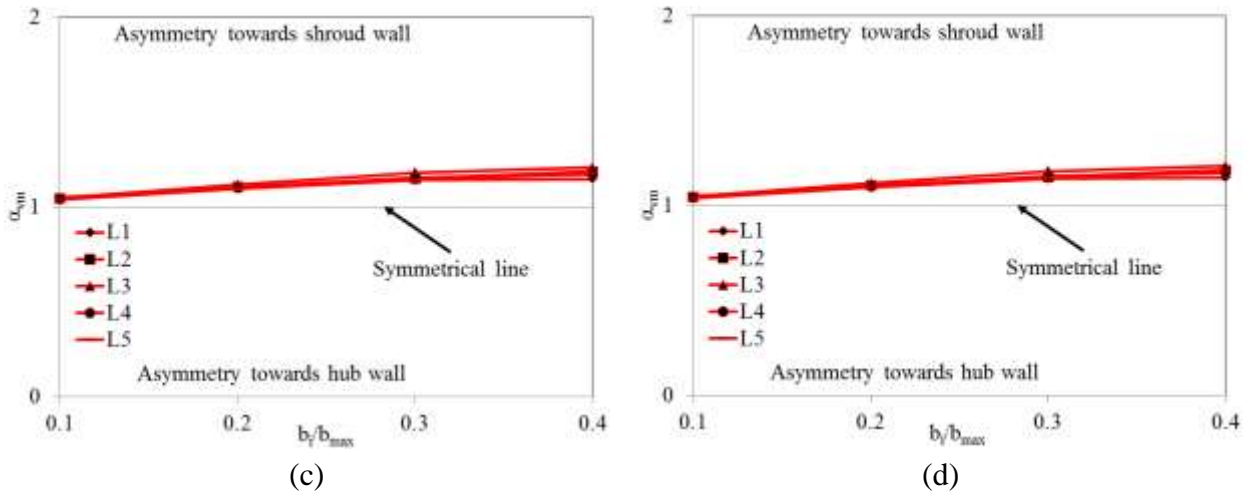 2
Asymmetry towards shroud wall
α_vm
1
L1
L2
L3
L4
L5
Symmetrical line
Asymmetry towards hub wall
0
0.1 0.2 0.3 0.4
b_i/b_max
(c)
2
Asymmetry towards shroud wall
α_vm
1
L1
L2
L3
L4
L5
Symmetrical line
Asymmetry towards hub wall
0
0.1 0.2 0.3 0.4
b_i/b_max
(d)